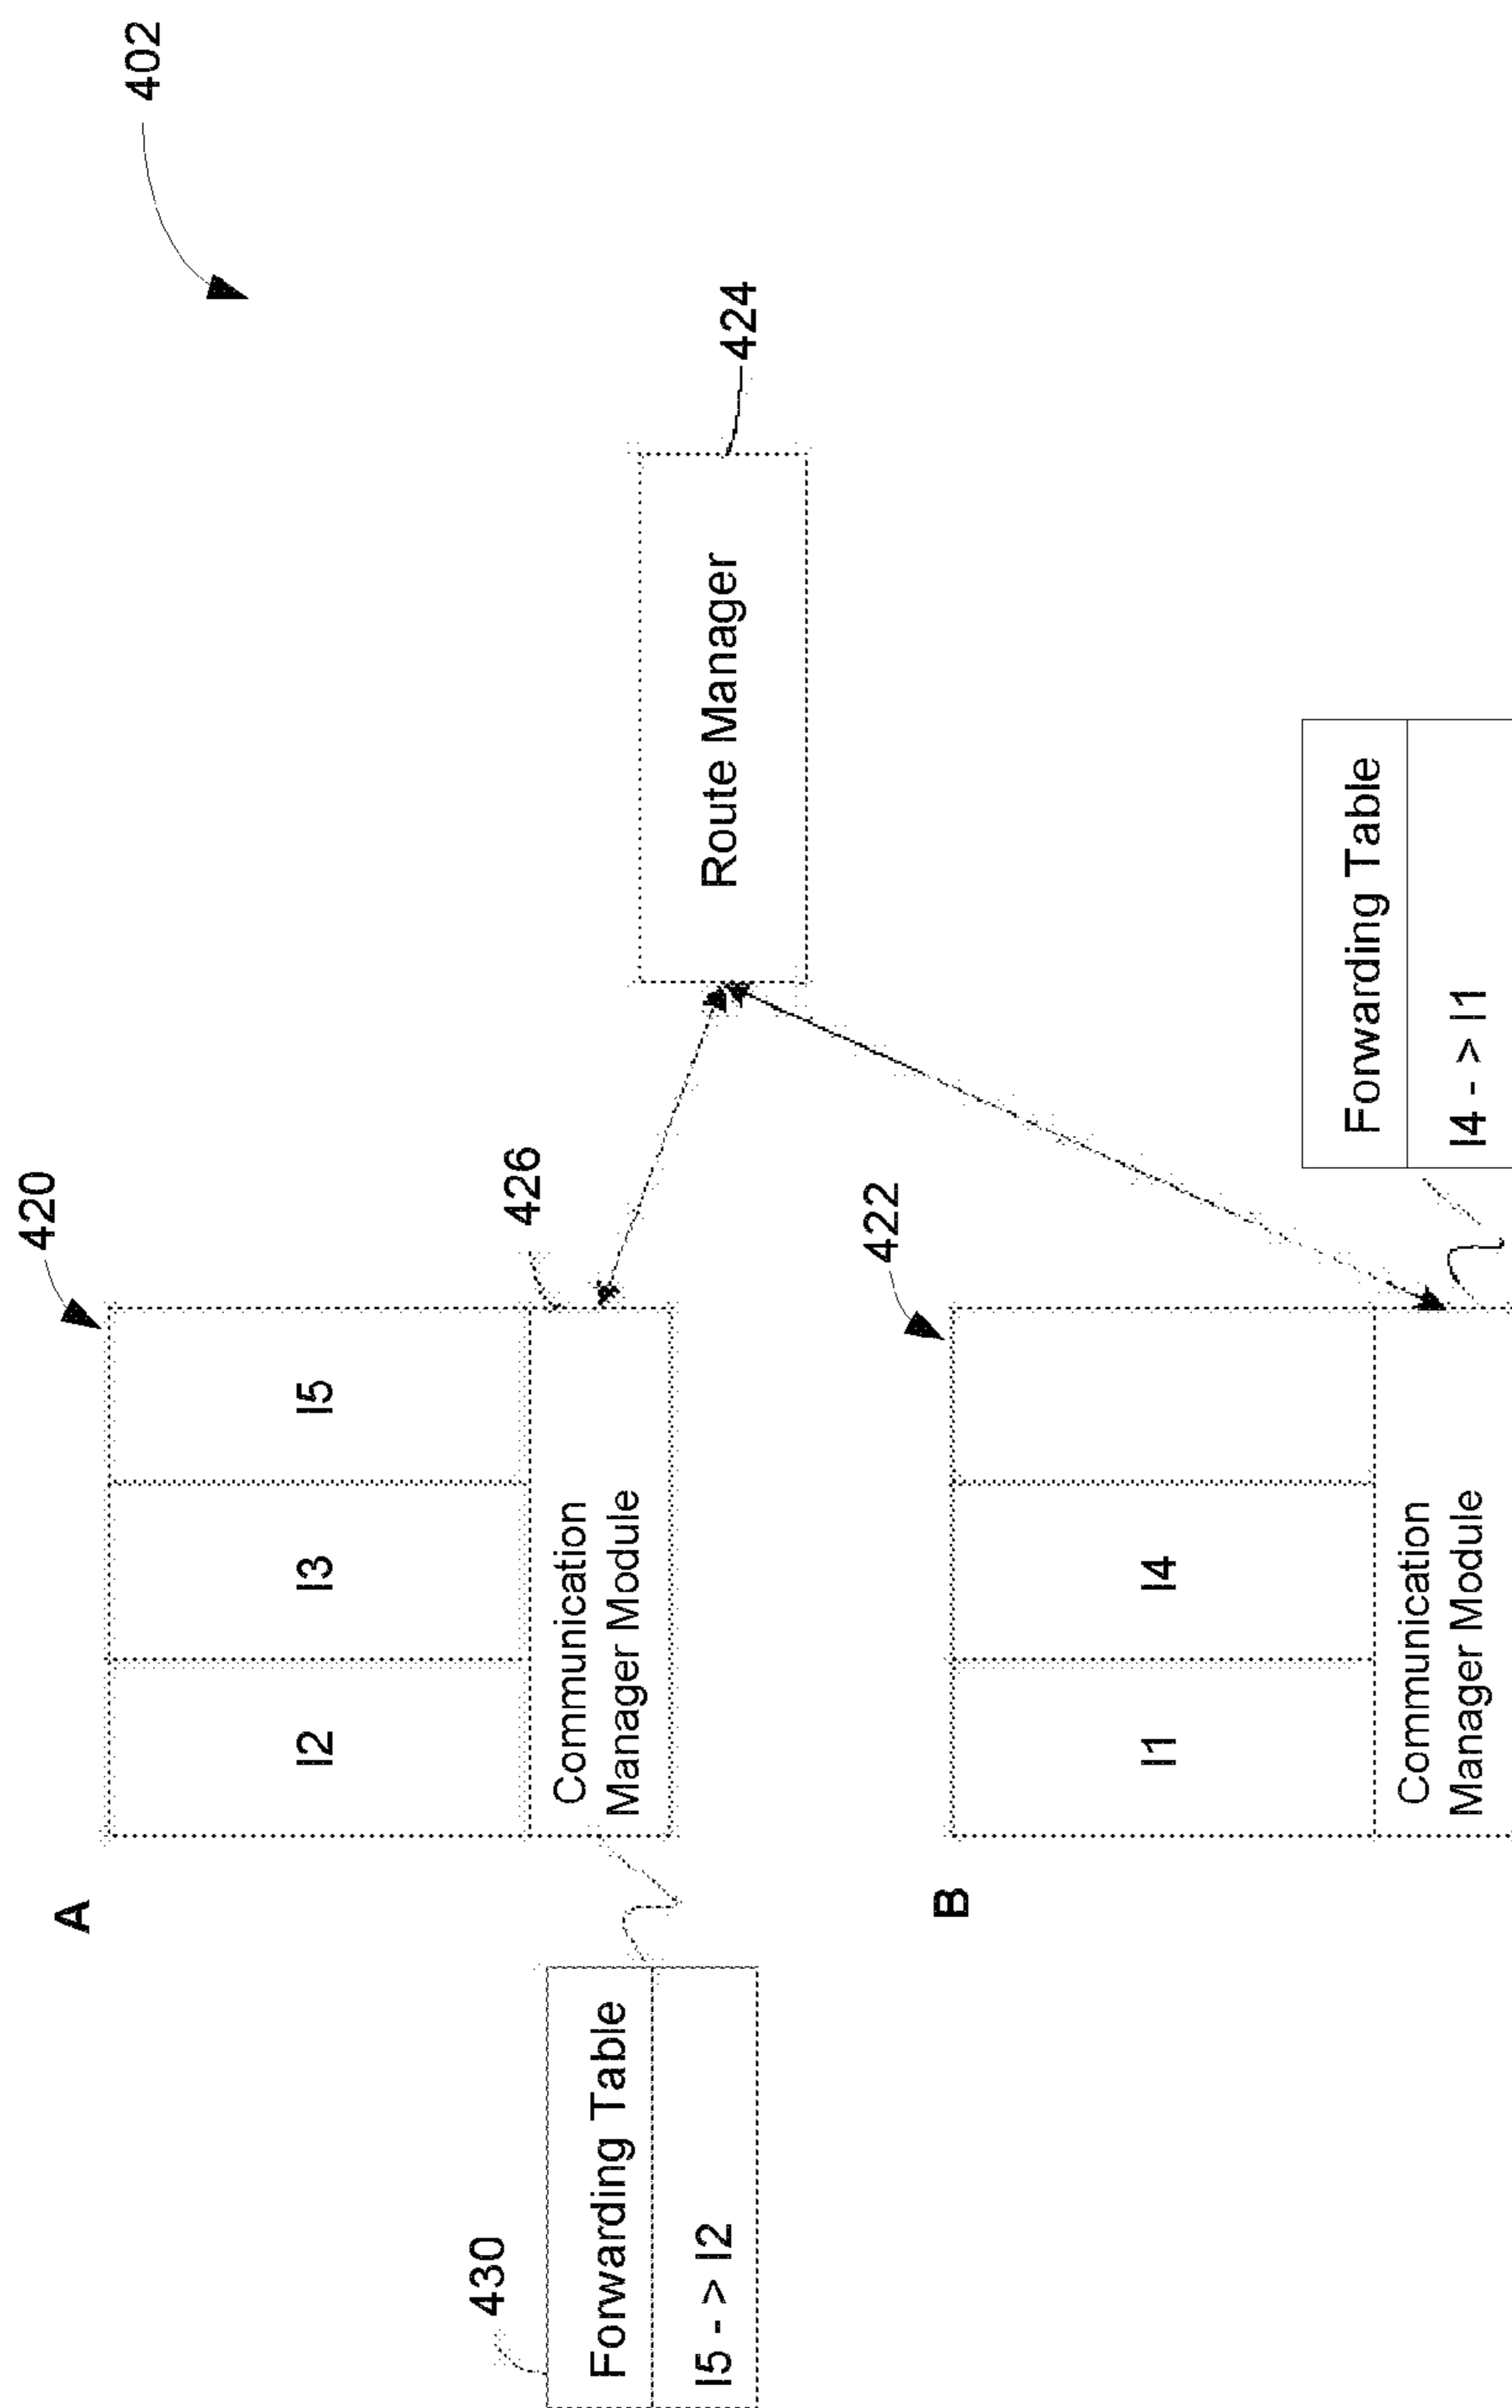 402
420
A
I2
I3
I5
426
Communication
Manager Module
430
Forwarding Table
I5 - > I2
Route Manager
424
422
B
I1
I4
Communication
Manager Module
Forwarding Table
I4 - > I1